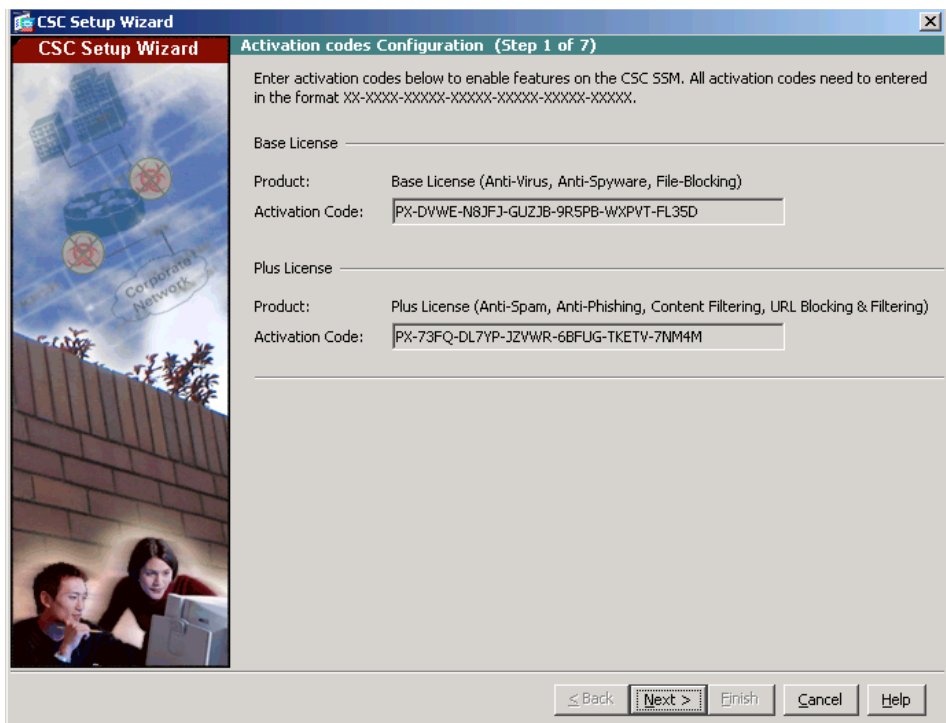 CSC Setup Wizard
CSC Setup Wizard
Activation codes Configuration (Step 1 of 7)
Enter activation codes below to enable features on the CSC SSM. All activation codes need to entered
in the format XX-XXXX-XXXXX-XXXXX-XXXXX-XXXXX-XXXXX.
Base License
Product: Base License (Anti-Virus, Anti-Spyware, File-Blocking)
Activation Code: PX-DVWE-N8JFJ-GUZJB-9R5PB-WXPVT-FL35D
Plus License
Product: Plus License (Anti-Spam, Anti-Phishing, Content Filtering, URL Blocking & Filtering)
Activation Code: PX-73FQ-DL7YP-JZVWR-6BFUG-TKETV-7NM4M
Corporate
Network
< Back
Next >
Finish
Cancel
Help